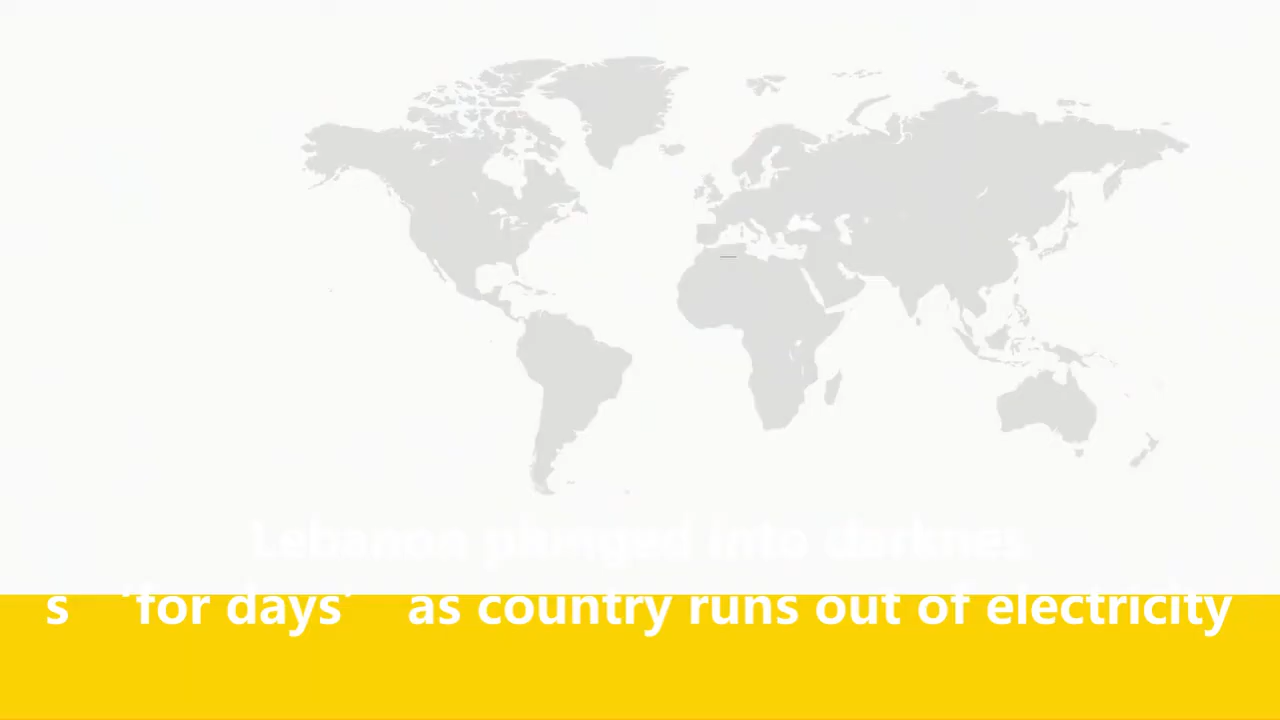 Lebanon plunged into darknes
s ‘for days’ as country runs out of electricity